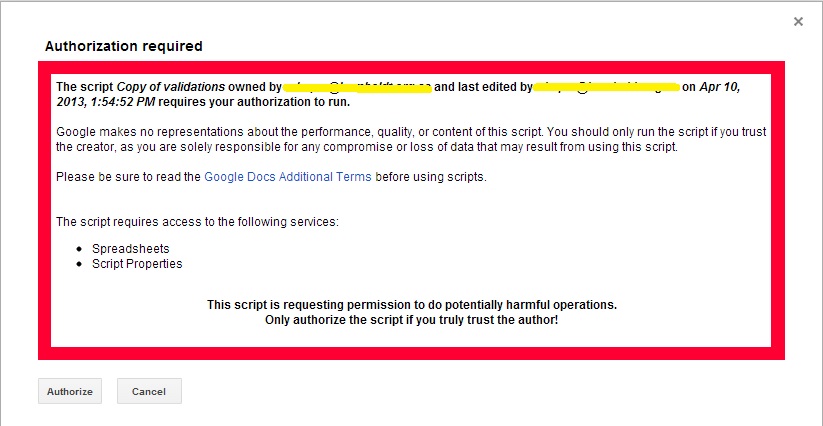 ×
Authorization required
The script Copy of validations owned by and last edited by on Apr 10,
2013, 1:54:52 PM requires your authorization to run.
Google makes no representations about the performance, quality, or content of this script. You should only run the script if you trust
the creator, as you are solely responsible for any compromise or loss of data that may result from using this script.
Please be sure to read the Google Docs Additional Terms before using scripts.
The script requires access to the following services:
• Spreadsheets
• Script Properties
This script is requesting permission to do potentially harmful operations.
Only authorize the script if you truly trust the author!
Authorize Cancel